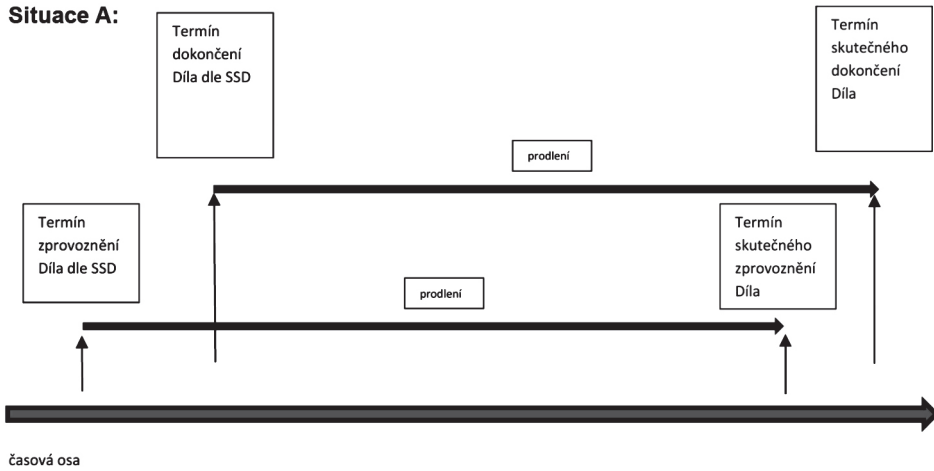 Situace A:
Termín
dokončení
Díla dle SSD
Termín
skutečného
dokončení
Díla
prodlení
Termín
zprovoznění
Díla dle SSD
Termín
skutečného
zprovoznění
Díla
prodlení
časová osa